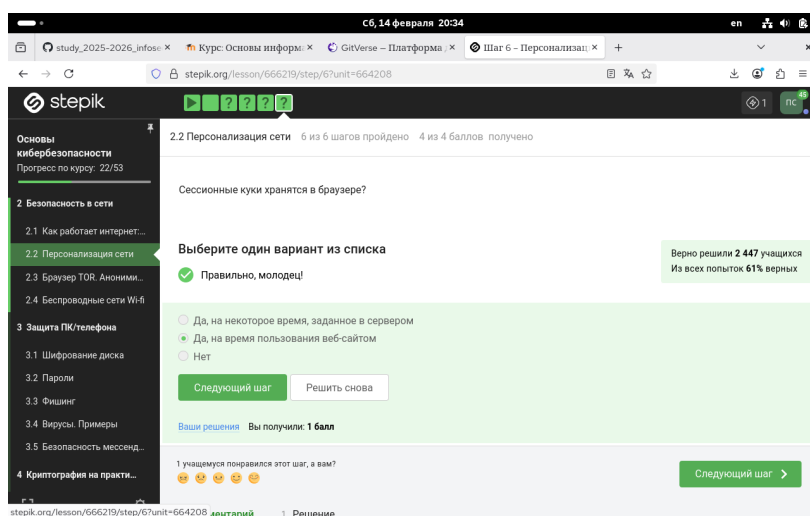 Сб, 14 февраля 20:34
en
study_2025-2026_infose
Курс: Основы информа
GitVerse – Платформа д
Шаг 6 – Персонализац
stepik.org/lesson/666219/step/6?unit=664208
stepik
? ? ? ?
1
ПС
45
Основы кибербезопасности
Прогресс по курсу: 22/53
2 Безопасность в сети
2.1 Как работает интернет:...
2.2 Персонализация сети
2.3 Браузер TOR. Анонимиз...
2.4 Беспроводные сети Wi-fi
3 Защита ПК/телефона
3.1 Шифрование диска
3.2 Пароли
3.3 Фишинг
3.4 Вирусы. Примеры
3.5 Безопасность мессенд...
4 Криптография на практи...
2.2 Персонализация сети 6 из 6 шагов пройдено 4 из 4 баллов получено
Сессионные куки хранятся в браузере?
Выберите один вариант из списка
Правильно, молодец!
Верно решили 2 447 учащихся
Из всех попыток 61% верных
Да, на некоторое время, заданное в сервером
Да, на время пользования веб-сайтом
Нет
Следующий шаг
Решить снова
Ваши решения Вы получили: 1 балл
1 учащемуся понравился этот шаг, а вам?
Следующий шаг
stepik.org/lesson/666219/step/6?unit=664208
1 Решение